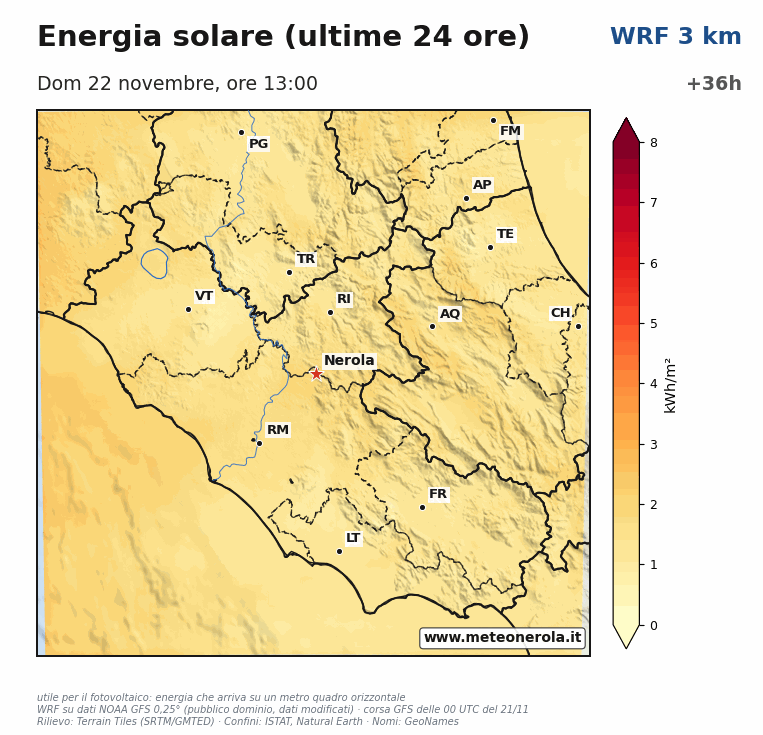 Energia solare (ultime 24 ore)
WRF 3 km
Dom 22 novembre, ore 13:00
+36h
PG
FM
AP
TE
TR
VT
RI
AQ
CH
Nerola
RM
FR
LT
www.meteonerola.it
8
7
6
5
4
3
2
1
0
kWh/m²
utile per il fotovoltaico: energia che arriva su un metro quadro orizzontale
WRF su dati NOAA GFS 0,25° (pubblico dominio, dati modificati) · corsa GFS delle 00 UTC del 21/11
Rilievo: Terrain Tiles (SRTM/GMTED) · Confini: ISTAT, Natural Earth · Nomi: GeoNames